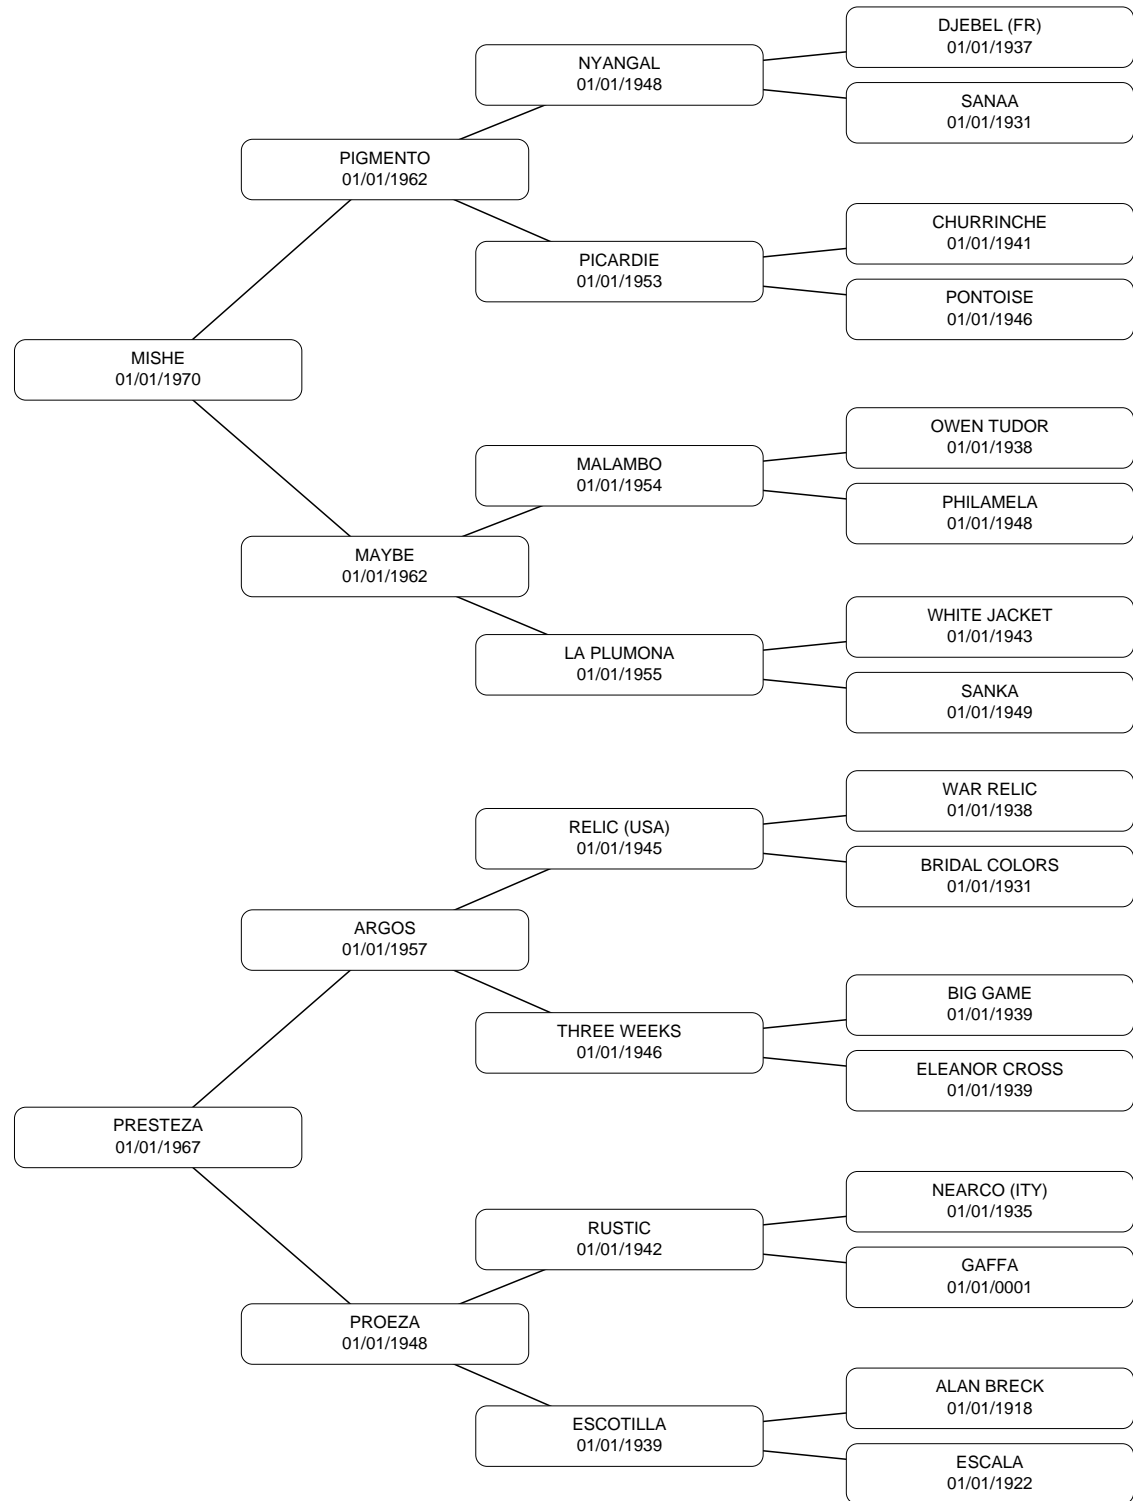 DJEBEL (FR)
01/01/1937
NYANGAL
01/01/1948
SANAA
01/01/1931
PIGMENTO
01/01/1962
CHURRINCHE
01/01/1941
PICARDIE
01/01/1953
PONTOISE
01/01/1946
MISHE
01/01/1970
OWEN TUDOR
01/01/1938
MALAMBO
01/01/1954
PHILAMELA
01/01/1948
MAYBE
01/01/1962
WHITE JACKET
01/01/1943
LA PLUMONA
01/01/1955
SANKA
01/01/1949
WAR RELIC
01/01/1938
RELIC (USA)
01/01/1945
BRIDAL COLORS
01/01/1931
ARGOS
01/01/1957
BIG GAME
01/01/1939
THREE WEEKS
01/01/1946
ELEANOR CROSS
01/01/1939
PRESTEZA
01/01/1967
NEARCO (ITY)
01/01/1935
RUSTIC
01/01/1942
GAFFA
01/01/0001
PROEZA
01/01/1948
ALAN BRECK
01/01/1918
ESCOTILLA
01/01/1939
ESCALA
01/01/1922